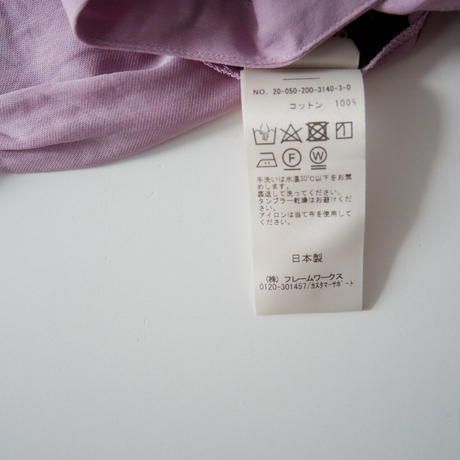 NO. 20-050-200-3140-3-0
コットン 100%
手洗いは水温30℃以下をお薦
めします。
裏返して洗ってください。
タンブラー乾燥はお避けくだ
さい。
アイロンは当て布を使用して
ください。
日本製
(株) フレームワークス
0120-301457/カスタマーサポート